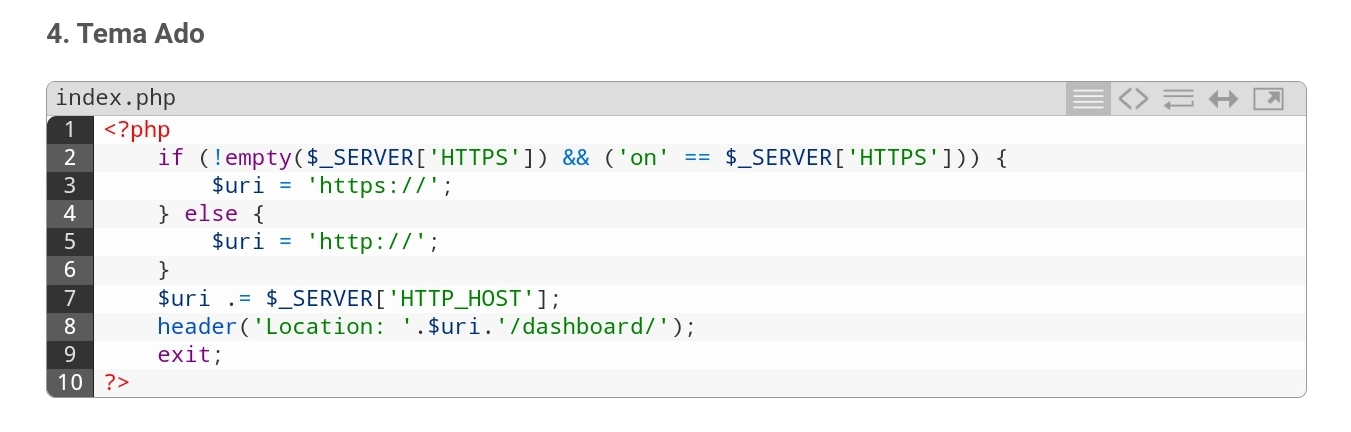 4. Tema Ado
index.php
1 <?php
2     if (!empty($_SERVER['HTTPS']) && ('on' == $_SERVER['HTTPS'])) {
3         $uri = 'https://';
4     } else {
5         $uri = 'http://';
6     }
7     $uri .= $_SERVER['HTTP_HOST'];
8     header('Location: '.$uri.'/dashboard/');
9     exit;
10 ?>